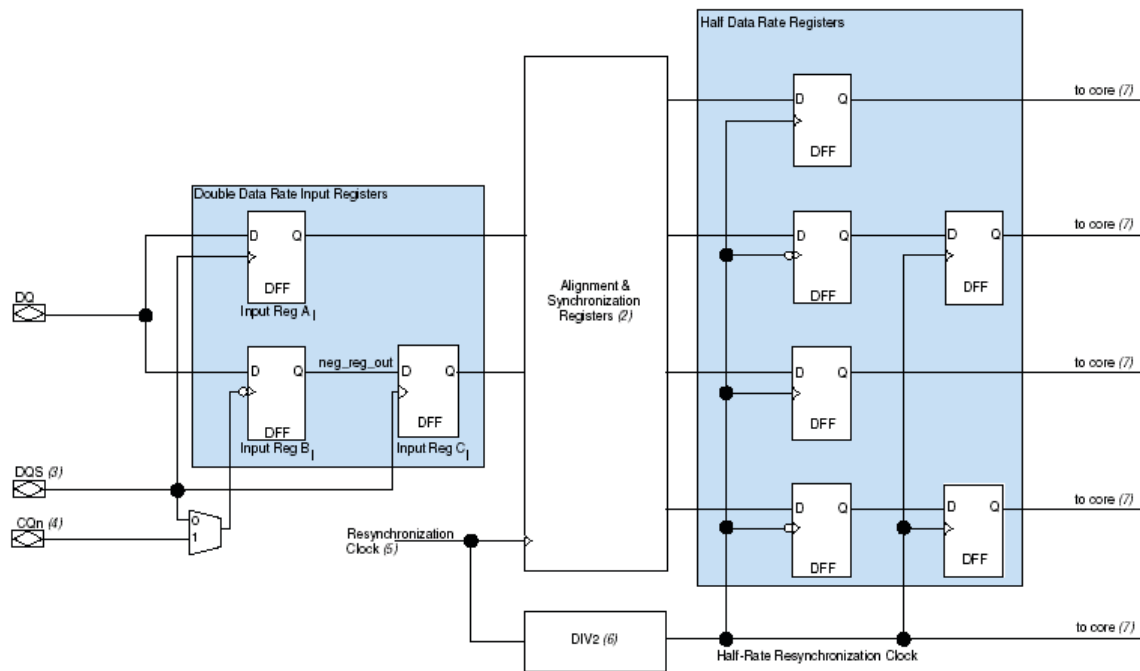 Half Data Rate Registers
D Q
DFF
to core (7)
Double Data Rate Input Registers
D Q
DFF
Input Reg A I
D Q
DFF
D Q
DFF
to core (7)
Alignment &
Synchronization
Registers (2)
DQ
neg_reg_out
D Q
DFF
Input Reg B I
D Q
DFF
Input Reg C I
D Q
DFF
to core (7)
DQS (3)
CQn (4)
0
1
D Q
DFF
D Q
DFF
to core (7)
Resynchronization
Clock (5)
DIV2 (6)
to core (7)
Half-Rate Resynchronization Clock